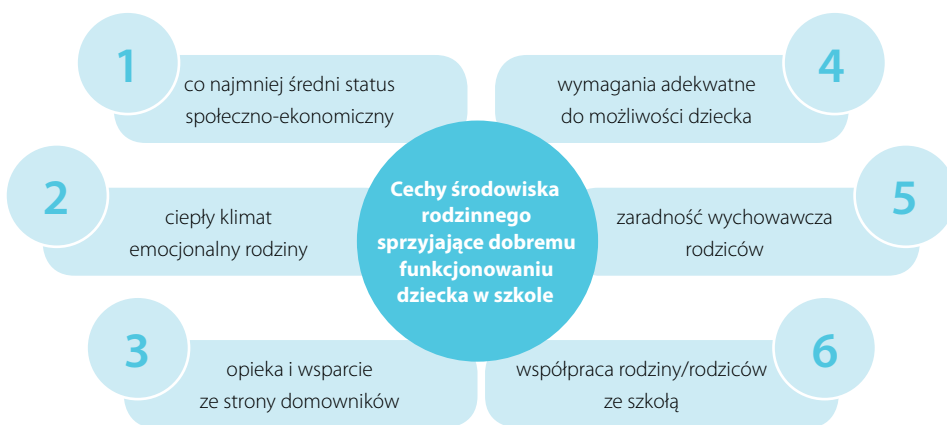 1
co najmniej średni status
społeczno-ekonomiczny
2
ciepły klimat
emocjonalny rodziny
3
opieka i wsparcie
ze strony domowników
Cechy środowiska
rodzinnego
sprzyjające dobremu
funkcjonowaniu
dziecka w szkole
4
wymagania adekwatne
do możliwości dziecka
5
zaradność wychowawcza
rodziców
6
współpraca rodziny/rodziców
ze szkołą